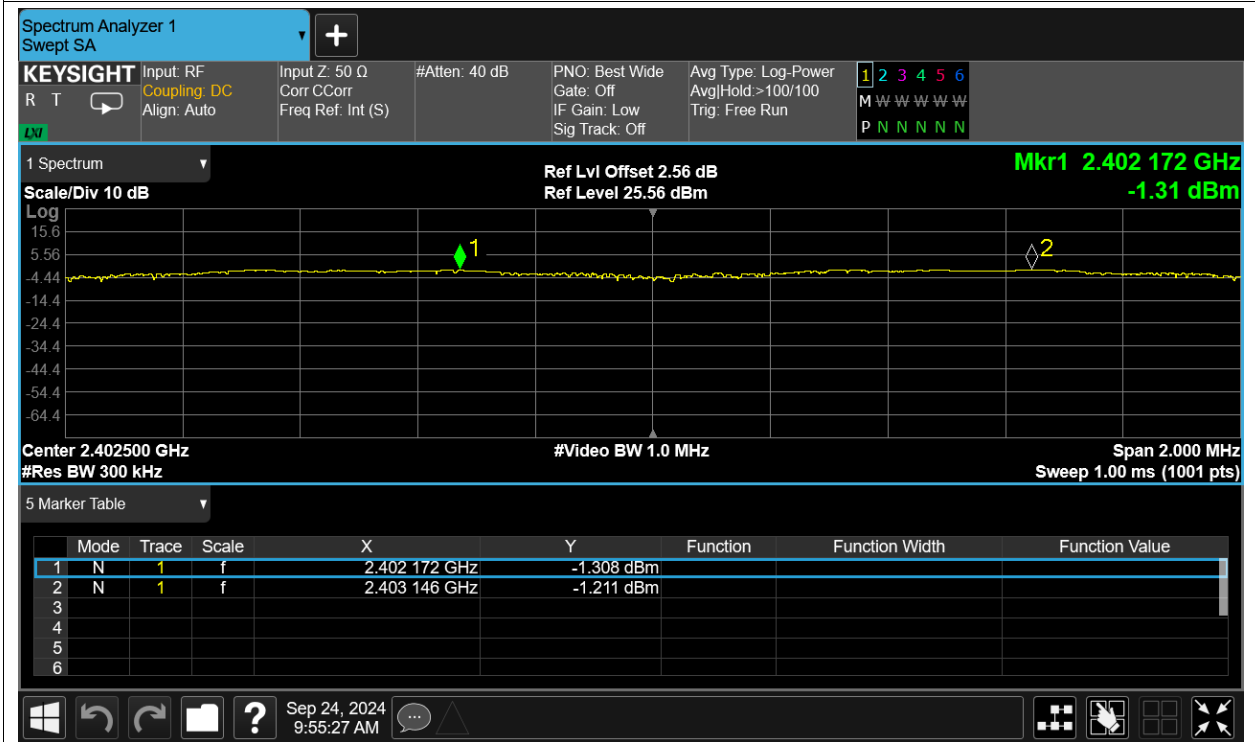 Spectrum Analyzer 1
Swept SA
+
KEYSIGHT
R T
LXI
Input: RF
Coupling: DC
Align: Auto
Input Z: 50 Ω
Corr CCorr
Freq Ref: Int (S)
#Atten: 40 dB
PNO: Best Wide
Gate: Off
IF Gain: Low
Sig Track: Off
Avg Type: Log-Power
Avg|Hold:>100/100
Trig: Free Run
1 2 3 4 5 6
M W W W W W
P N N N N N
1 Spectrum
Scale/Div 10 dB
Ref Lvl Offset 2.56 dB
Ref Level 25.56 dBm
Mkr1 2.402 172 GHz
-1.31 dBm
Log
15.6
5.56
-4.44
-14.4
-24.4
-34.4
-44.4
-54.4
-64.4
1
2
Center 2.402500 GHz
#Res BW 300 kHz
#Video BW 1.0 MHz
Span 2.000 MHz
Sweep 1.00 ms (1001 pts)
5 Marker Table
Mode Trace Scale X Y Function Function Width Function Value
1 N 1 f 2.402 172 GHz -1.308 dBm
2 N 1 f 2.403 146 GHz -1.211 dBm
3
4
5
6
?
Sep 24, 2024
9:55:27 AM